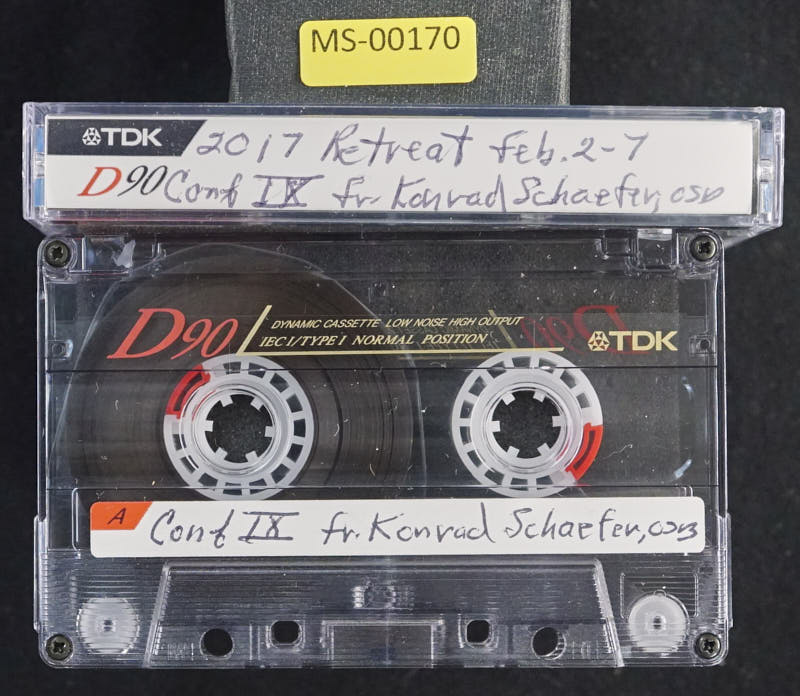 MS-00170
TDK 2017 Retreat Feb. 2-7
D90 Conf IX Fr. Konrad Schaefer, OSB
D90 DYNAMIC CASSETTE LOW NOISE HIGH OUTPUT
IEC I/TYPE I NORMAL POSITION TDK
A Conf IX Fr. Konrad Schaefer, OSB